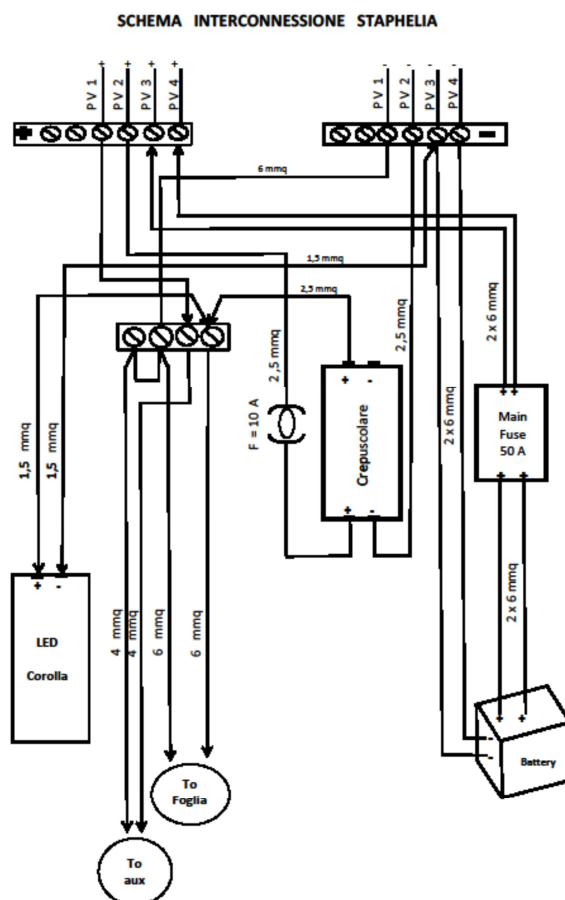 SCHEMA INTERCONNESSIONE STAPHELIA
PV 1 +
PV 2 +
PV 3 +
PV 4 +
PV 1 -
PV 2 -
PV 3 -
PV 4 -
+
-
6 mmq
1,5 mmq
2,5 mmq
2,5 mmq
2,5 mmq
2 x 6 mmq
2 x 6 mmq
F = 10 A
+ -
Crepuscolare
+ -
+ +
Main
Fuse
50 A
+ +
1,5 mmq
1,5 mmq
+ -
LED
Corolla
4 mmq
4 mmq
6 mmq
6 mmq
2 x 6 mmq
+ +
-
-
Battery
To
Foglia
To
aux